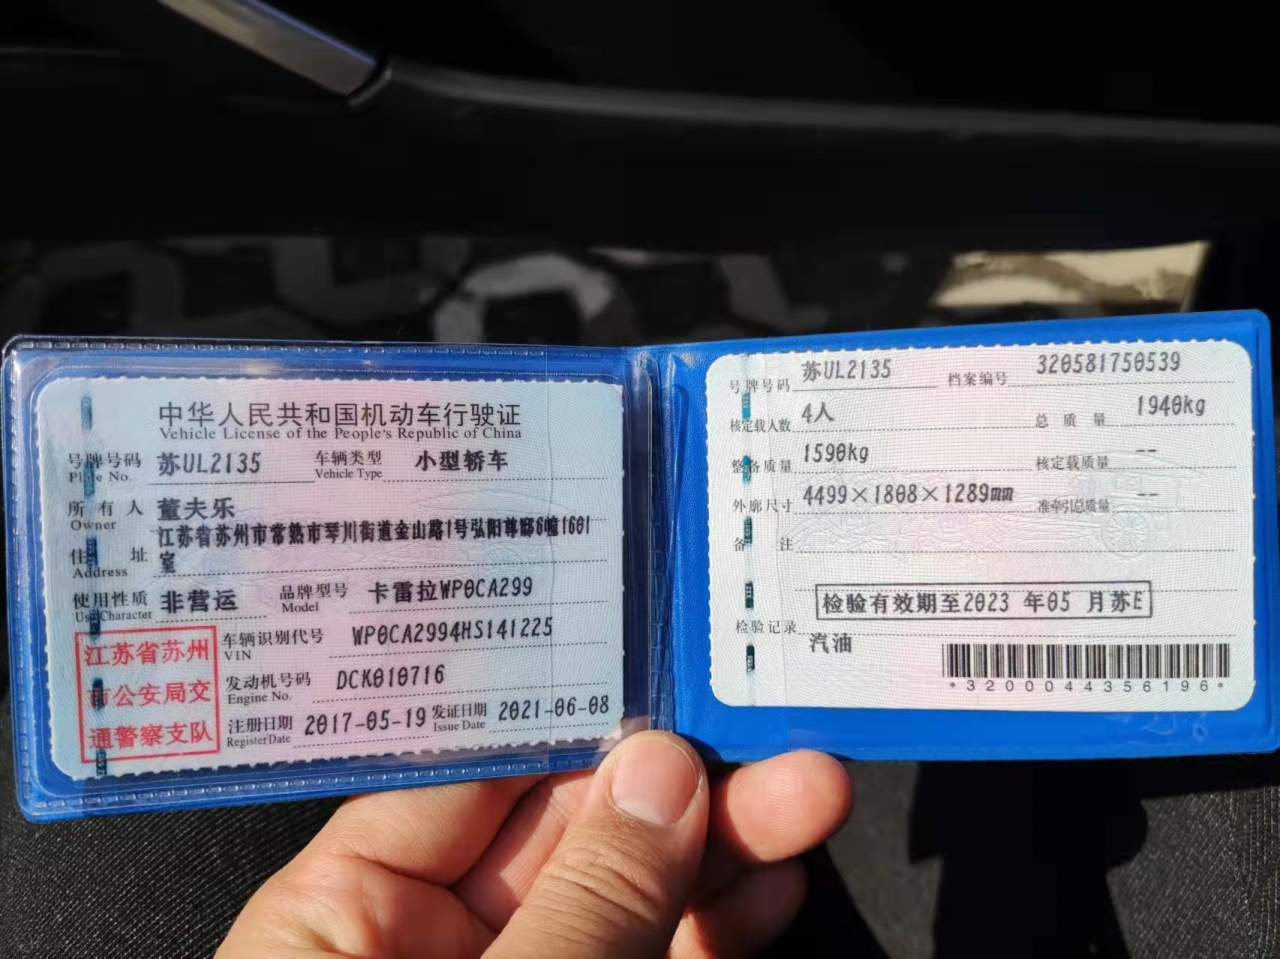 中华人民共和国机动车行驶证
Vehicle License of the People's Republic of China
号牌号码 苏UL2135 车辆类型 小型轿车
Plate No. Vehicle Type
所有人 董夫乐
Owner
住址 江苏省苏州市常熟市琴川街道金山路1号弘阳尊邸6幢1601
室
Address
使用性质 非营运 品牌型号 卡雷拉WP0CA299
Use Character Model
江苏省苏州
市公安局交
通警察支队
车辆识别代号 WP0CA2994HS141225
VIN
发动机号码 DCK010716
Engine No.
注册日期 2017-05-19 发证日期 2021-06-08
Register Date Issue Date
号牌号码 苏UL2135 档案编号 320581750539
核定载人数 4人 总质量 1940kg
整备质量 1590kg 核定载质量 --
外廓尺寸 4499×1808×1289mm 准牵引总质量 --
备注
检验有效期至2023 年05 月苏E
检验记录
汽油
*3200044356196*